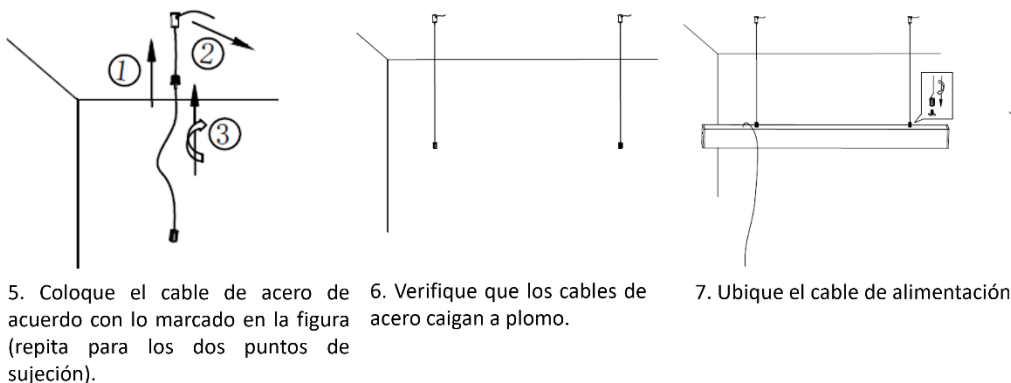 1
2
3
5. Coloque el cable de acero de
acuerdo con lo marcado en la figura
(repita para los dos puntos de
sujeción).
6. Verifique que los cables de
acero caigan a plomo.
7. Ubique el cable de alimentación